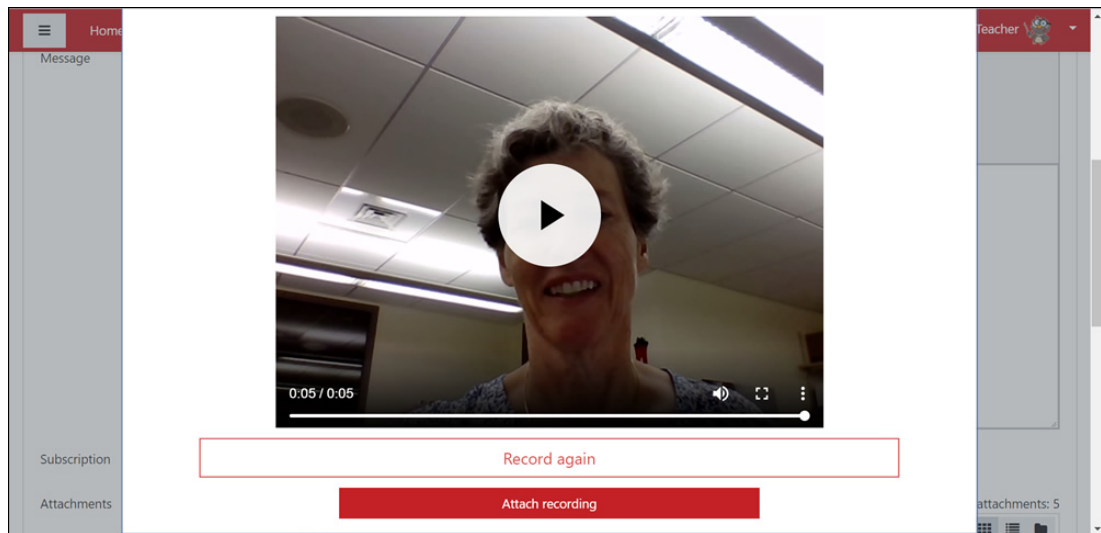 Home
Teacher
Message
0:05 / 0:05
Record again
Subscription
Attach recording
Attachments
attachments: 5